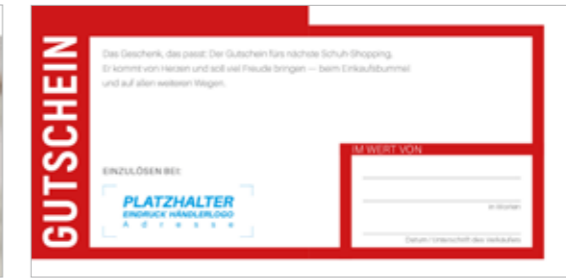 GUTSCHEIN
Das Geschenk, das passt: Der Gutschein fürs nächste Schuh-Shopping.
Er kommt von Herzen und soll viel Freude bringen — beim Einkaufsbummel
und auf allen weiteren Wegen.
IM WERT VON
EINZULÖSEN BEI:
PLATZHALTER
EINDRUCK HÄNDLERLOGO
Adresse
in Worten
Datum / Unterschrift des Verkäufers